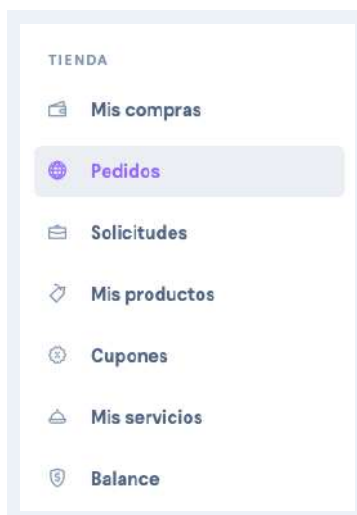 TIENDA
Mis compras
Pedidos
Solicitudes
Mis productos
Cupones
Mis servicios
Balance